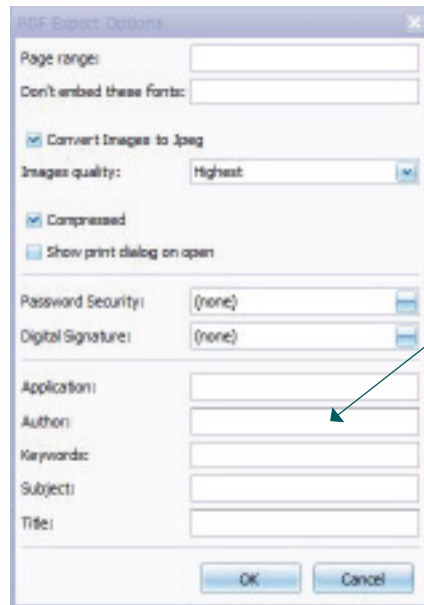 PDF Export Options
Page range:
Don't embed these fonts:
Convert Images to Jpeg
Images quality: Highest
Compressed
Show print dialog on open
Password Security: (none)
Digital Signature: (none)
Application:
Author:
Keywords:
Subject:
Title:
OK Cancel